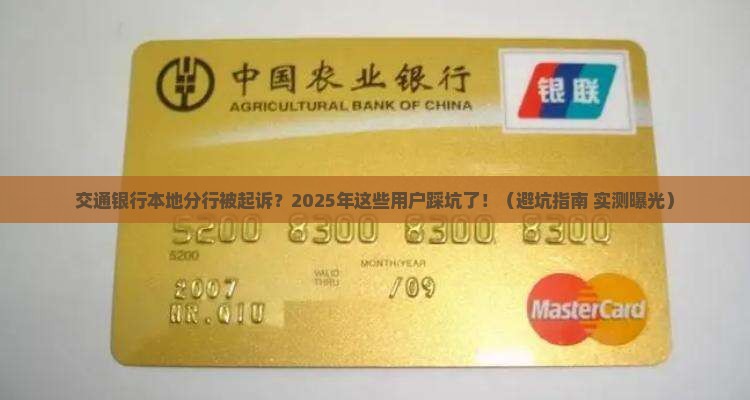 中国农业银行
AGRICULTURAL BANK OF CHINA
银联
交通银行本地分行被起诉？2025年这些用户踩坑了！（避坑指南 实测曝光）
5200 8300 8300 8300
5200
MONTH/YEAR
VALID
THRU
2007 /09
MR.QIU
MasterCard